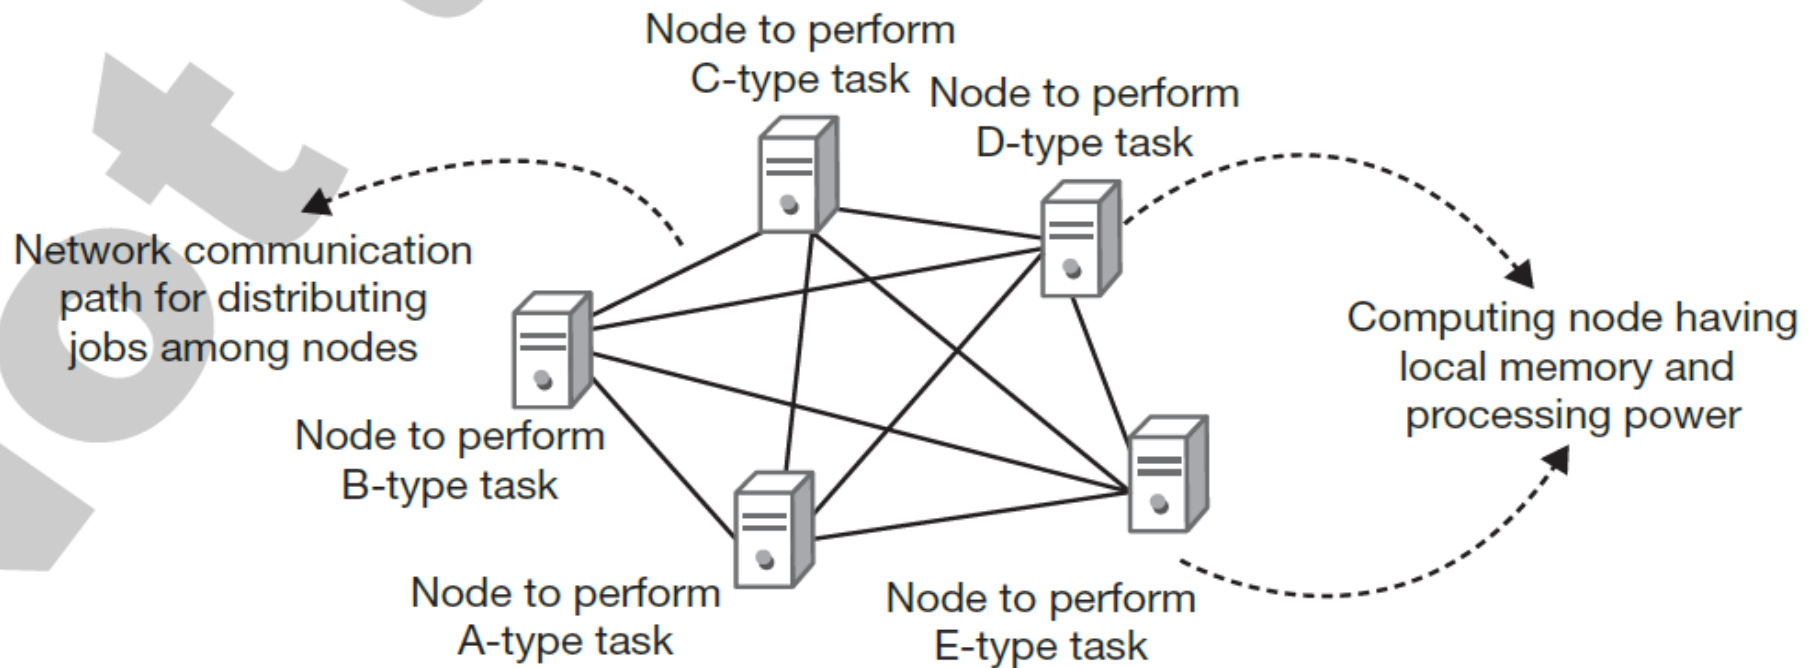 Node to perform
C-type task
Node to perform
D-type task
Network communication
path for distributing
jobs among nodes
Computing node having
local memory and
processing power
Node to perform
B-type task
Node to perform
A-type task
Node to perform
E-type task